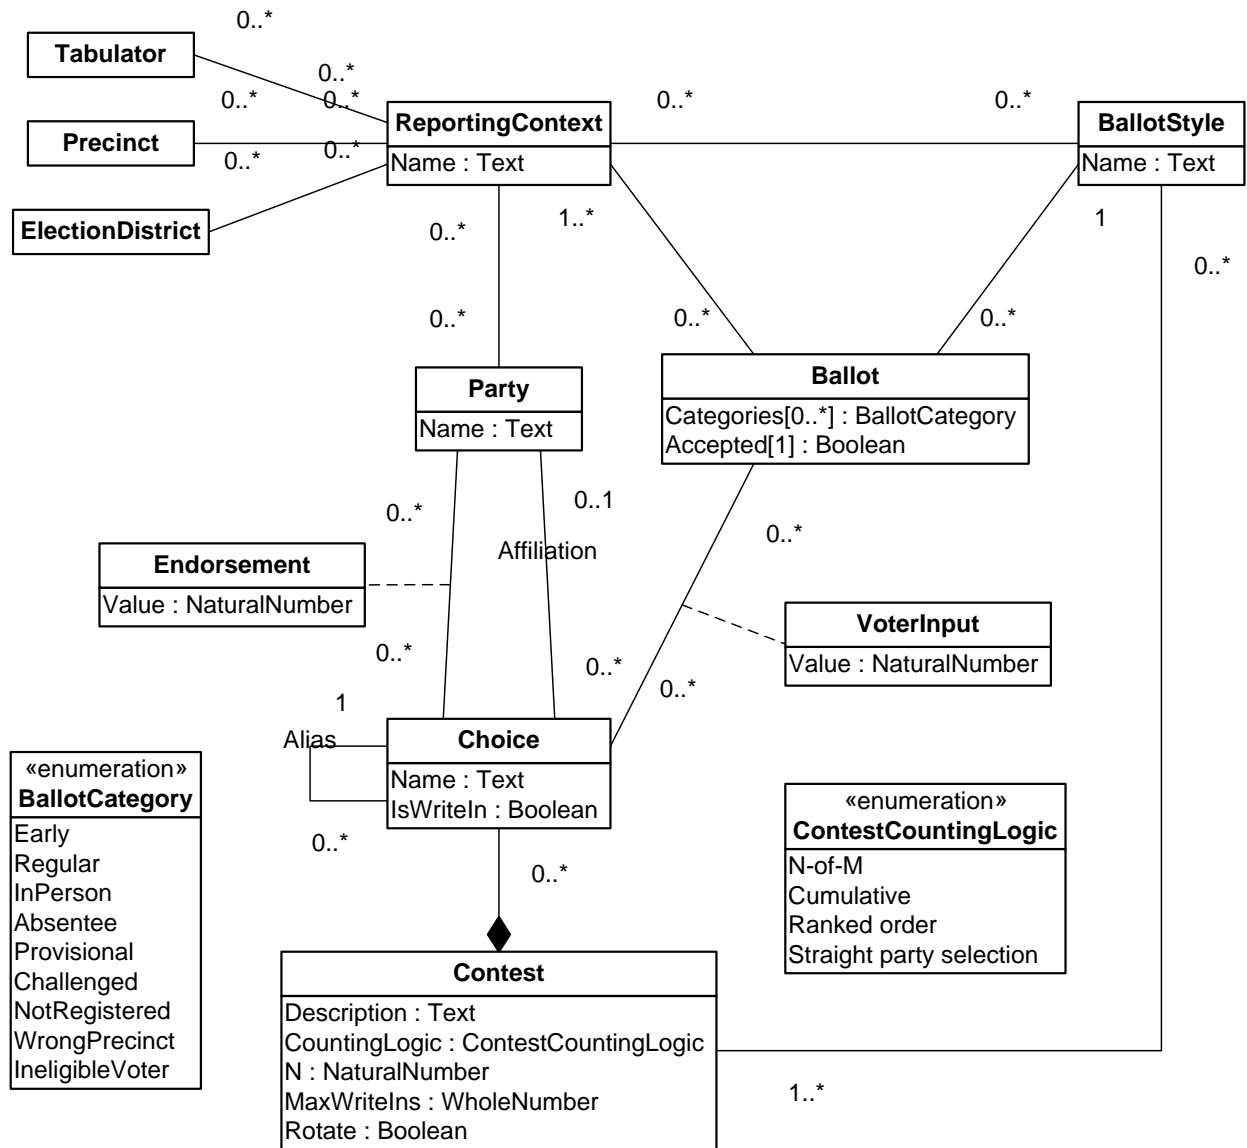 0..*
Tabulator
0..*
0..*
0..*
0..*
0..*
ReportingContext
BallotStyle
Precinct
0..*
0..*
Name : Text
Name : Text
ElectionDistrict
0..*
1..*
1
0..*
0..*
0..*
0..*
Party
Name : Text
Ballot
Categories[0..*] : BallotCategory
Accepted[1] : Boolean
0..*
0..1
0..*
Affiliation
Endorsement
Value : NaturalNumber
VoterInput
Value : NaturalNumber
0..*
0..*
0..*
1
Alias
Choice
Name : Text
IsWriteIn : Boolean
0..*
0..*
«enumeration»
BallotCategory
Early
Regular
InPerson
Absentee
Provisional
Challenged
NotRegistered
WrongPrecinct
IneligibleVoter
«enumeration»
ContestCountingLogic
N-of-M
Cumulative
Ranked order
Straight party selection
Contest
Description : Text
CountingLogic : ContestCountingLogic
N : NaturalNumber
MaxWriteIns : WholeNumber
Rotate : Boolean
1..*